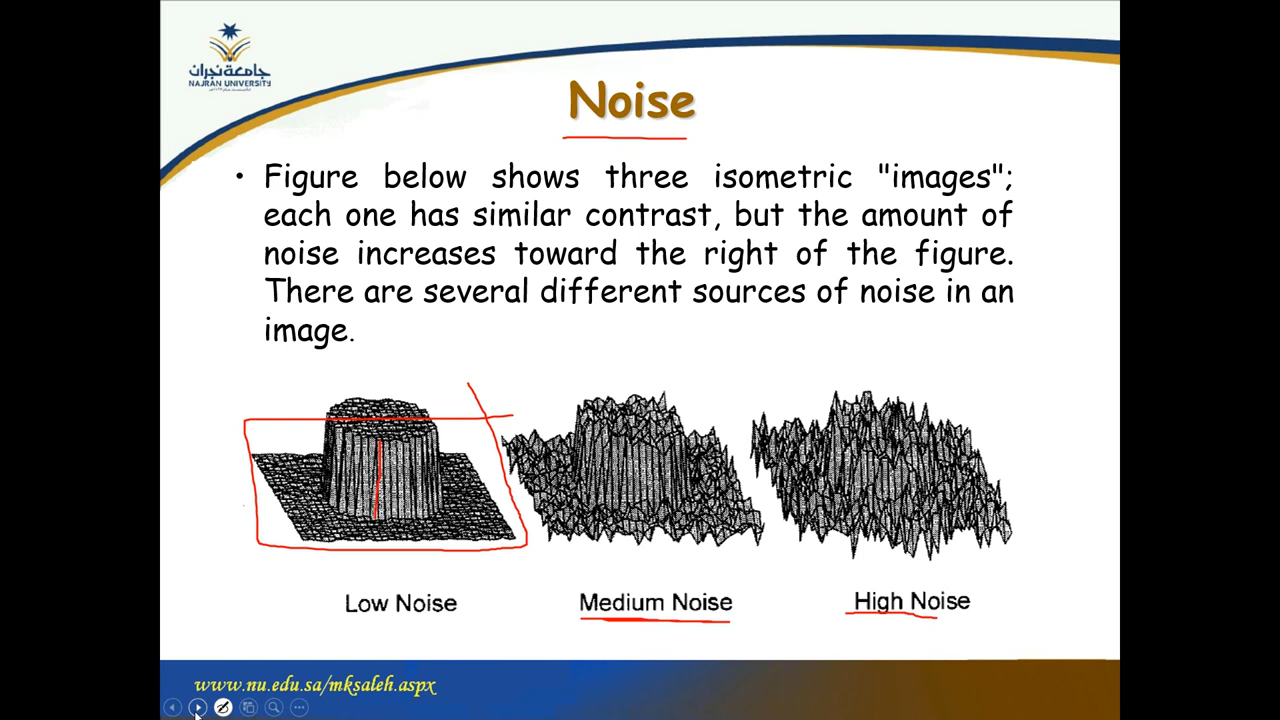 جامعة نجران
NAJRAN UNIVERSITY
Noise
• Figure below shows three isometric "images";
each one has similar contrast, but the amount of
noise increases toward the right of the figure.
There are several different sources of noise in an
image.
Low Noise
Medium Noise
High Noise
www.nu.edu.sa/mksaleh.aspx